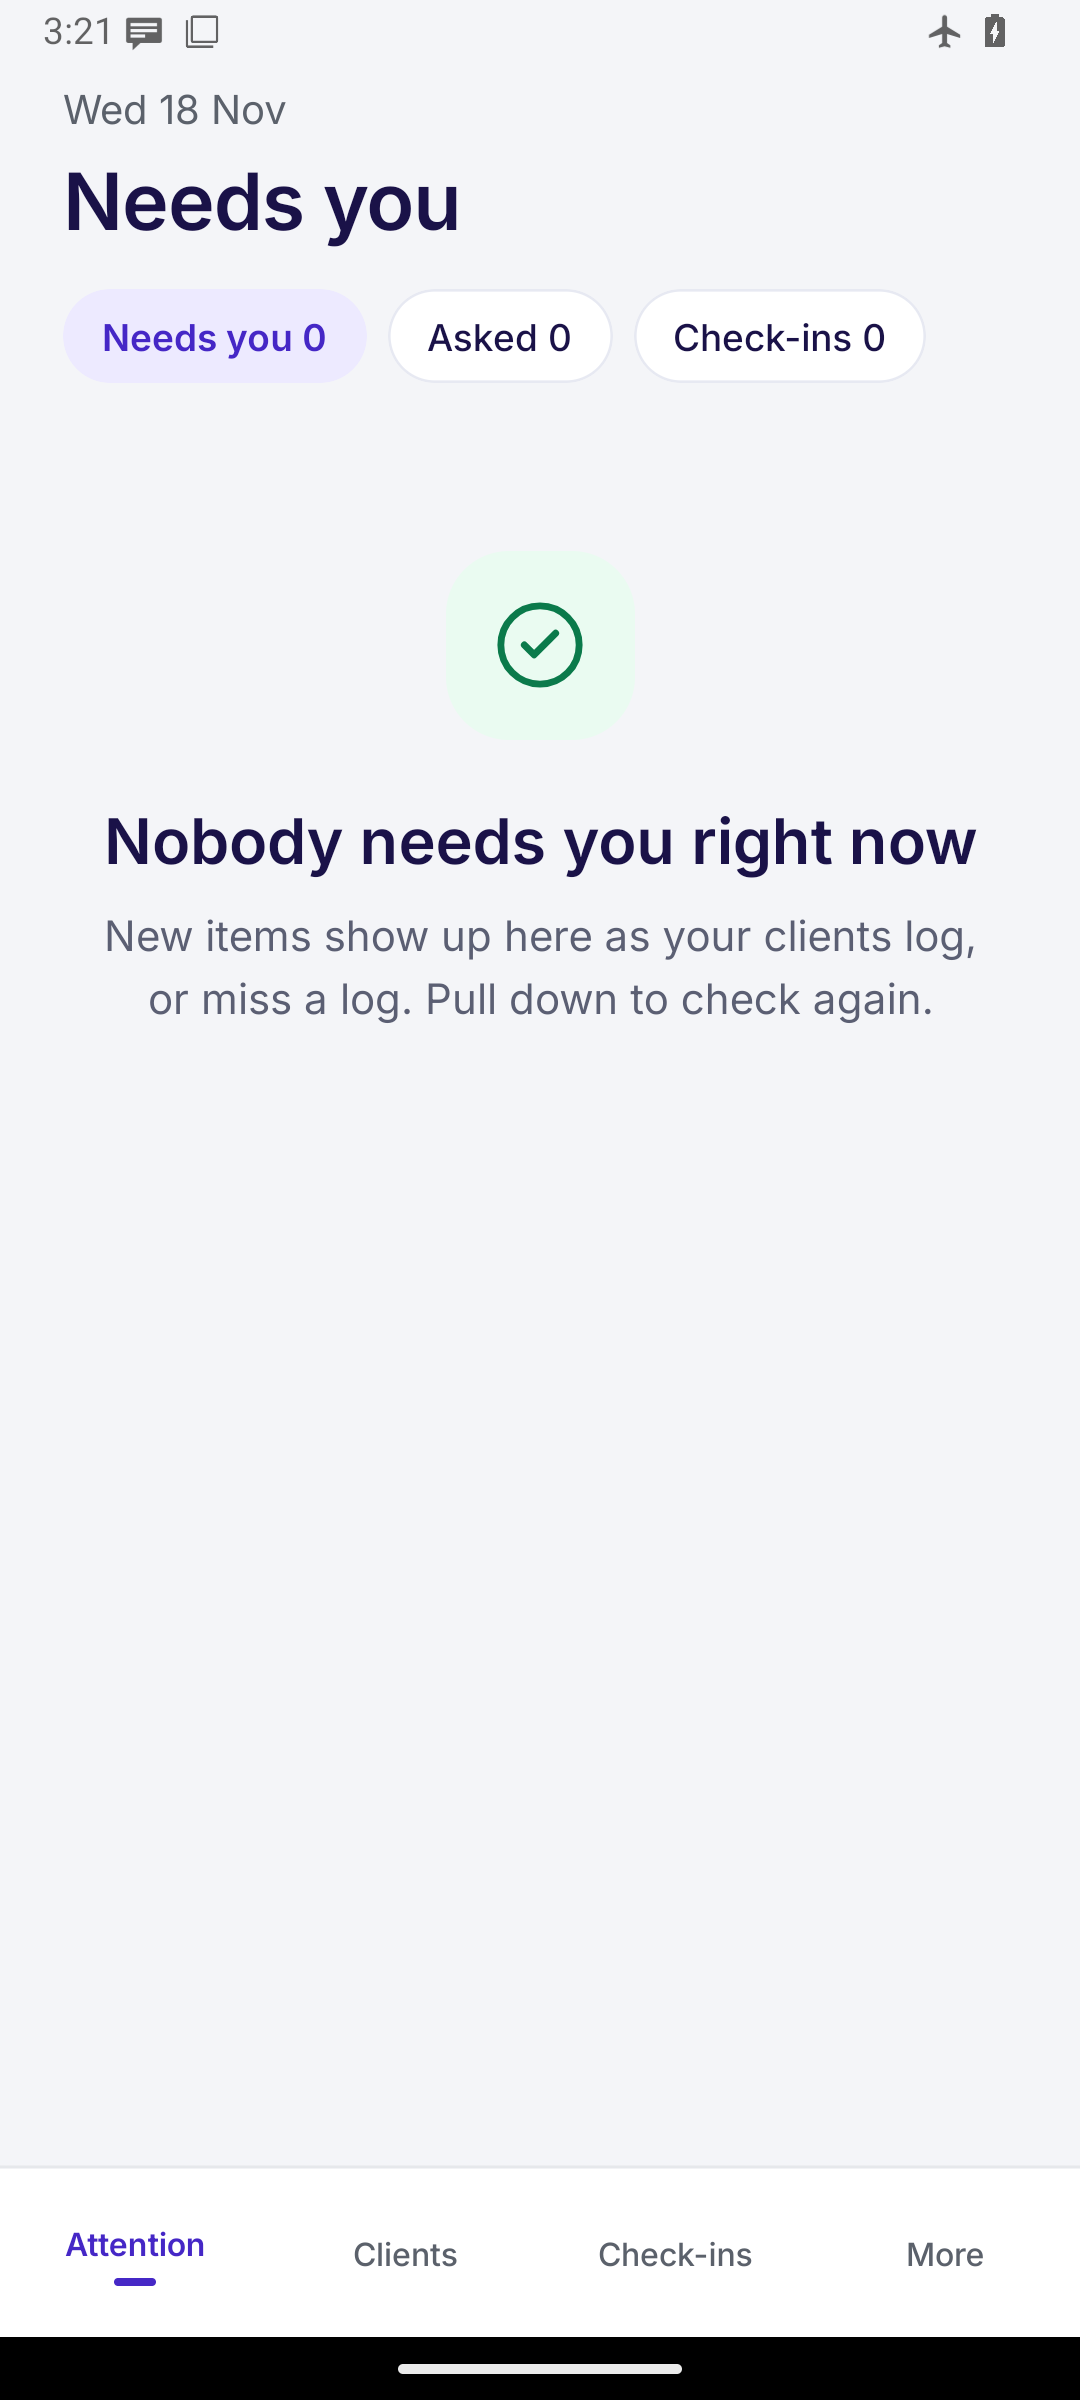 3:21
Wed 18 Nov
Needs you
Needs you 0
Asked 0
Check-ins 0
Nobody needs you right now
New items show up here as your clients log,
or miss a log. Pull down to check again.
Attention
Clients
Check-ins
More